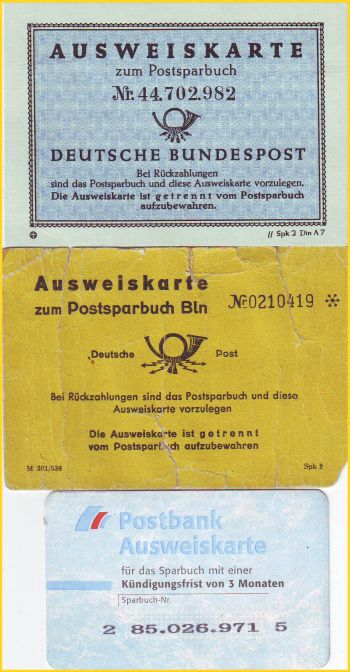 AUSWEISKARTE
zum Postsparbuch
Nr. 44.702.982
DEUTSCHE BUNDESPOST
Bei Rückzahlungen
sind das Postsparbuch und diese Ausweiskarte vorzulegen.
Die Ausweiskarte ist getrennt vom Postsparbuch
aufzubewahren.
// Spk 2 Din A 7
Ausweiskarte
zum Postsparbuch Bln
№ 0210419 *
Deutsche Post
Bei Rückzahlungen sind das Postsparbuch und diese
Ausweiskarte vorzulegen
Die Ausweiskarte ist getrennt
vom Postsparbuch aufzubewahren
M 301/538
Spk 2
Postbank
Ausweiskarte
für das Sparbuch mit einer
Kündigungsfrist von 3 Monaten
Sparbuch-Nr.
2 85.026.971 5